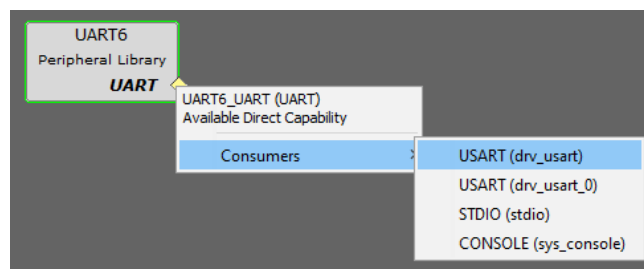 UART6
Peripheral Library
UART
UART6_UART (UART)
Available Direct Capability
Consumers
USART (drv_usart)
USART (drv_usart_0)
STDIO (stdio)
CONSOLE (sys_console)